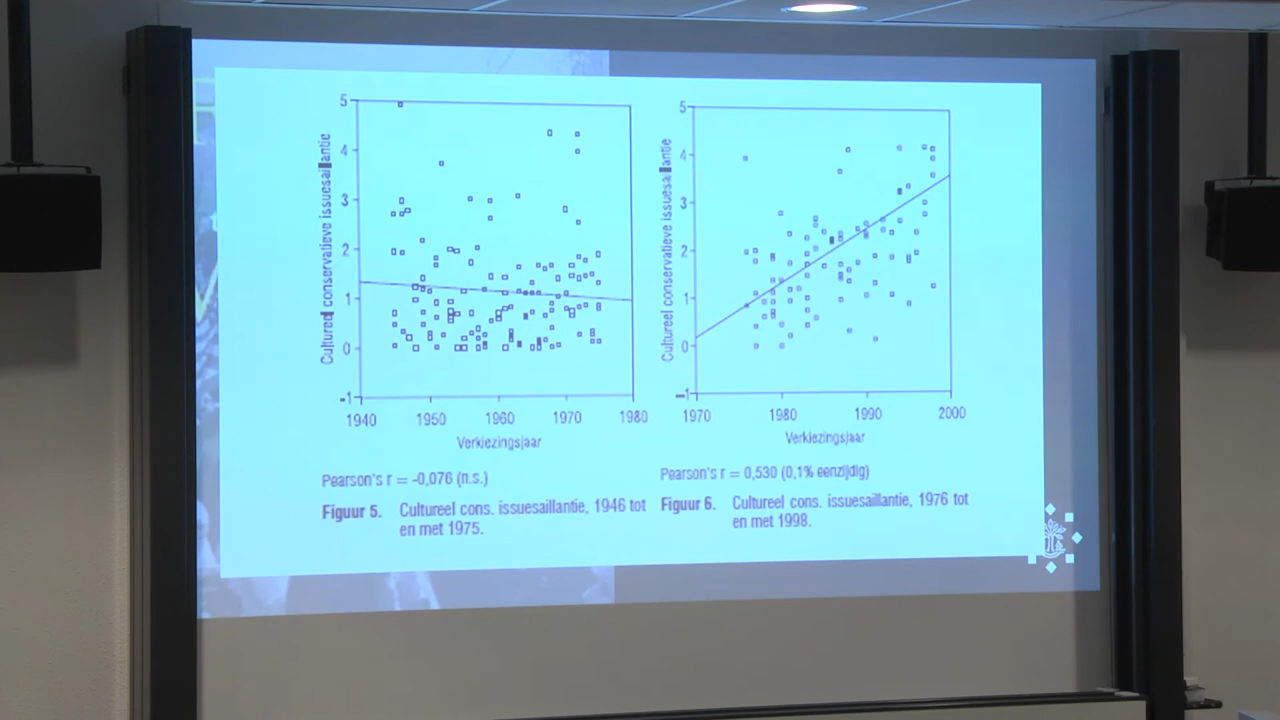 5
4
3
2
1
0
-1
Cultureel conservatieve issuesaillantie
1940 1950 1960 1970 1980
Verkiezingsjaar
Pearson's r = -0,076 (n.s.)
Figuur 5. Cultureel cons. issuesaillantie, 1946 tot
en met 1975.
5
4
3
2
1
0
-1
Cultureel conservatieve issuesaillantie
1970 1980 1990 2000
Verkiezingsjaar
Pearson's r = 0,530 (0,1% eenzijdig)
Figuur 6. Cultureel cons. issuesaillantie, 1976 tot
en met 1998.